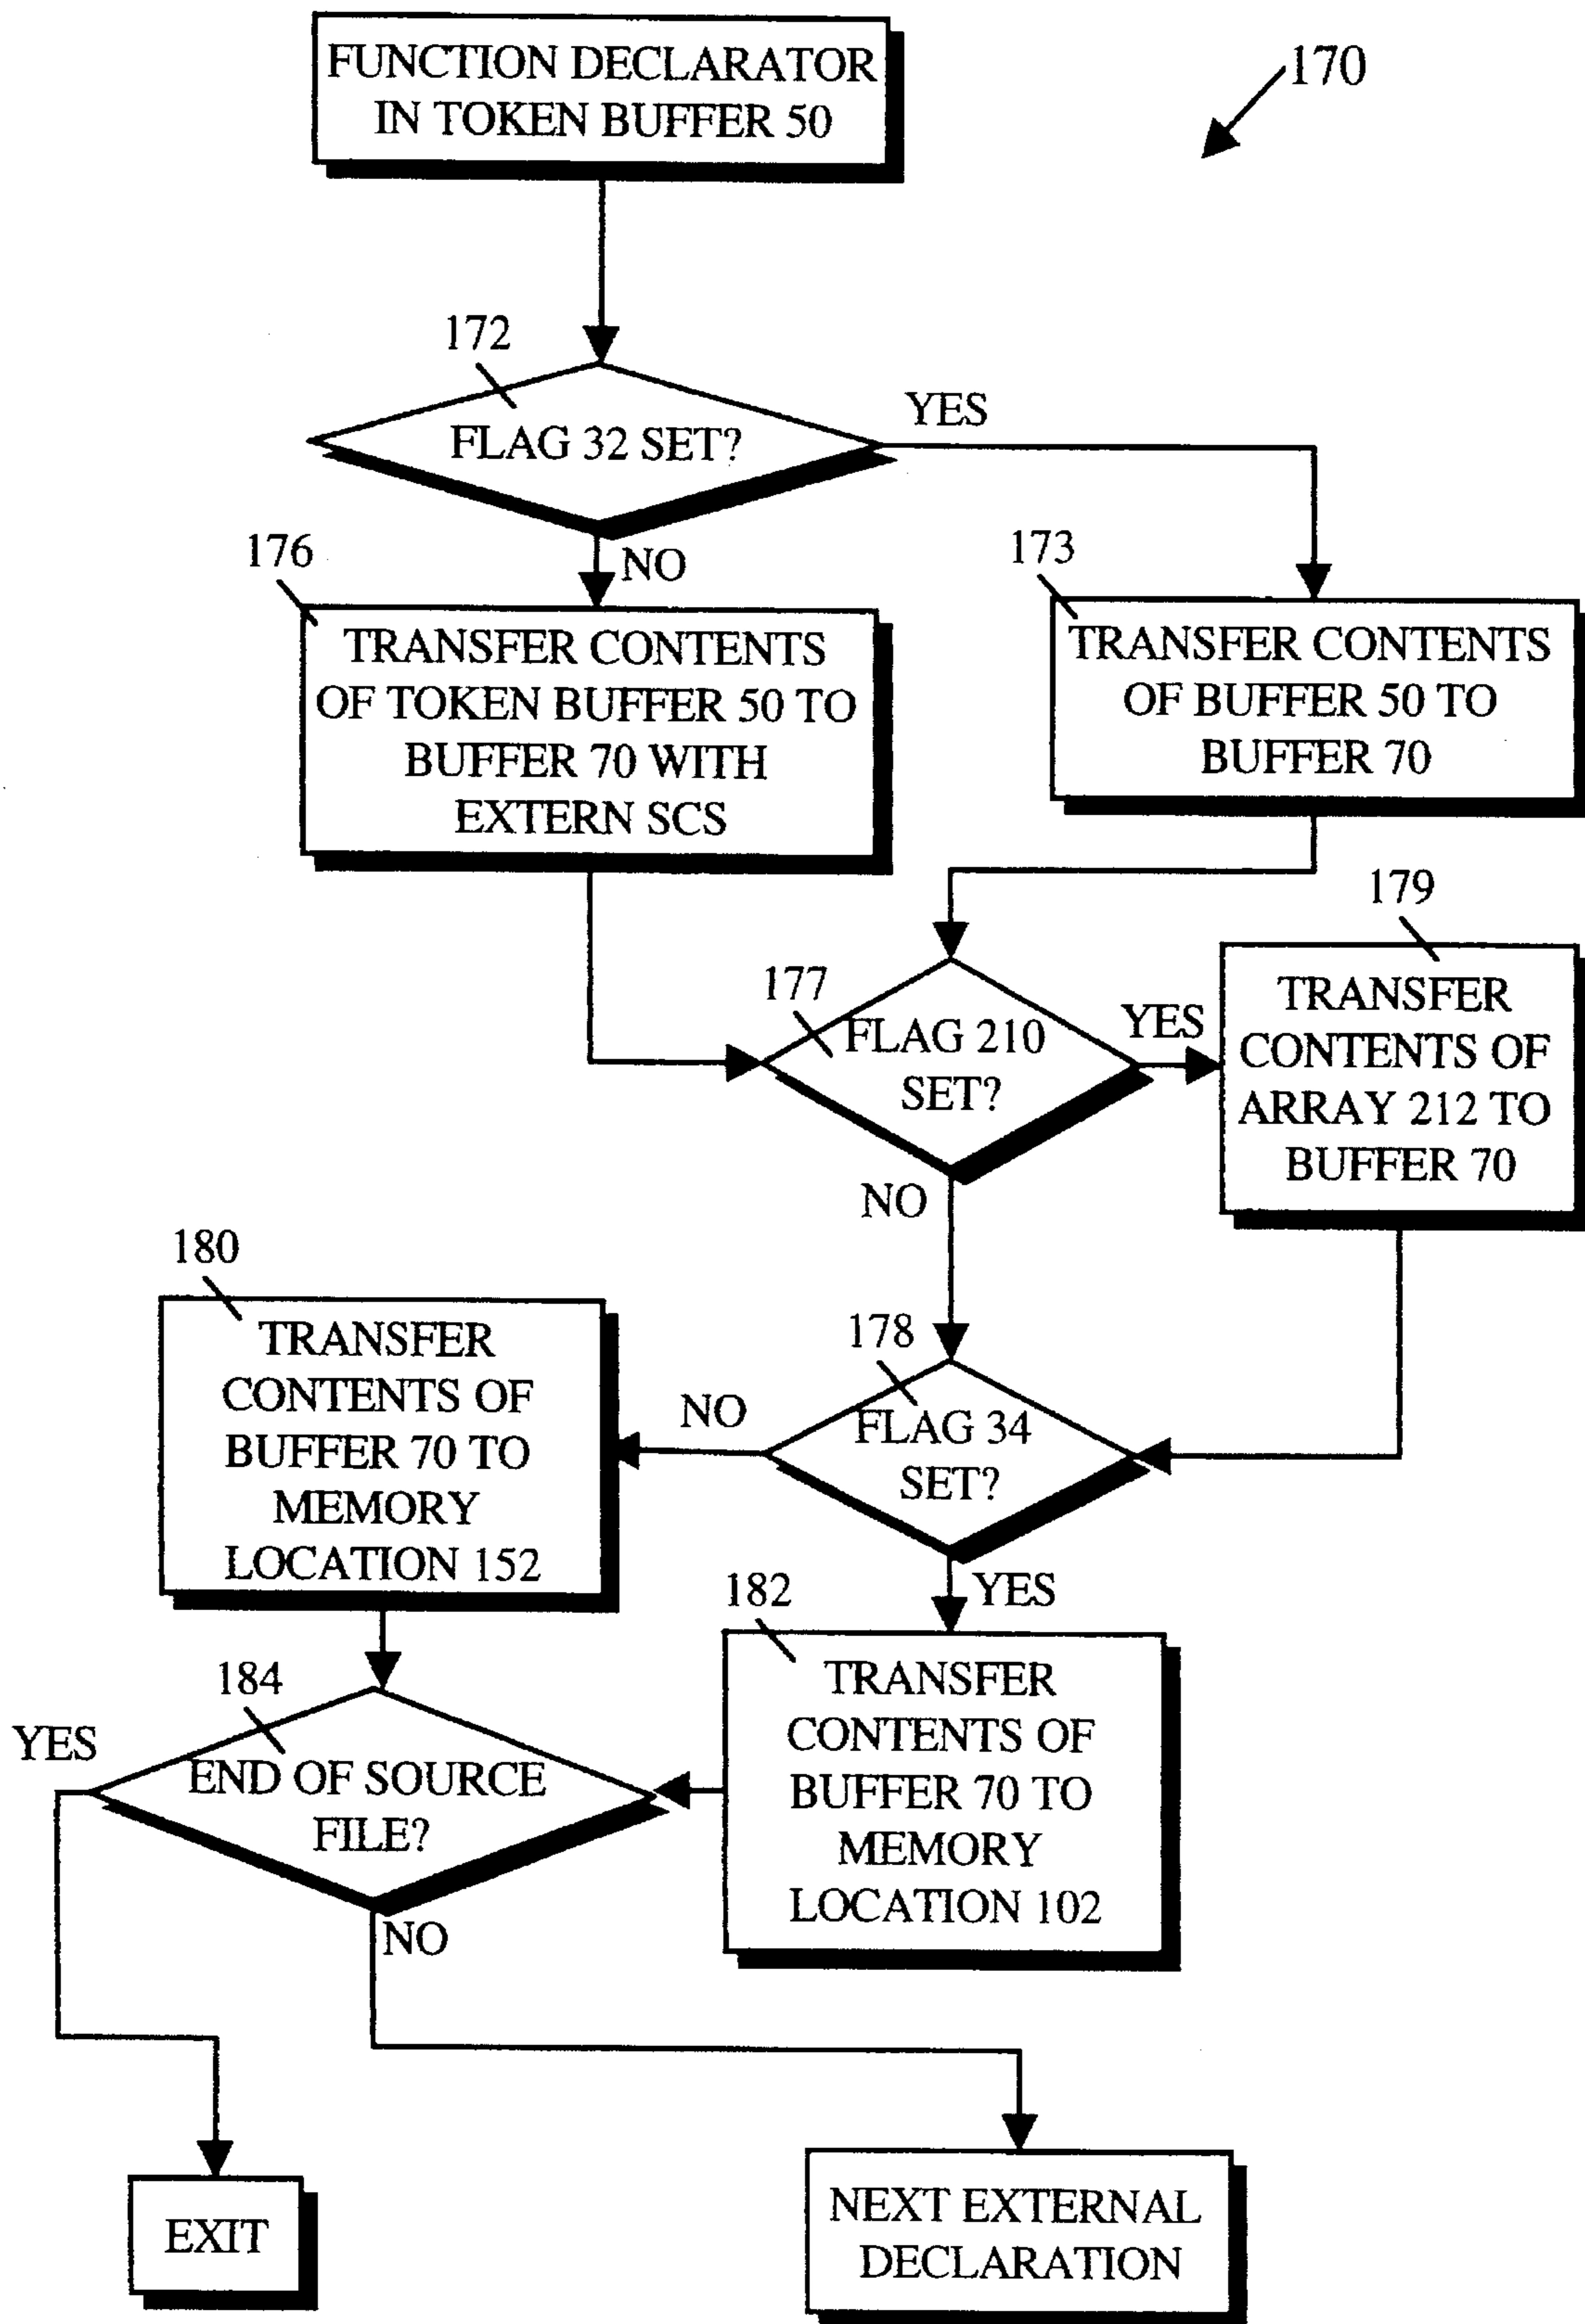 FUNCTION DECLARATOR
IN TOKEN BUFFER 50
170
172
FLAG 32 SET?
YES
NO
176
TRANSFER CONTENTS
OF TOKEN BUFFER 50 TO
BUFFER 70 WITH
EXTERN SCS
173
TRANSFER CONTENTS
OF BUFFER 50 TO
BUFFER 70
177
FLAG 210
SET?
YES
NO
179
TRANSFER
CONTENTS OF
ARRAY 212 TO
BUFFER 70
178
FLAG 34
SET?
NO
YES
180
TRANSFER
CONTENTS OF
BUFFER 70 TO
MEMORY
LOCATION 152
182
TRANSFER
CONTENTS OF
BUFFER 70 TO
MEMORY
LOCATION 102
184
END OF SOURCE
FILE?
YES
NO
EXIT
NEXT EXTERNAL
DECLARATION